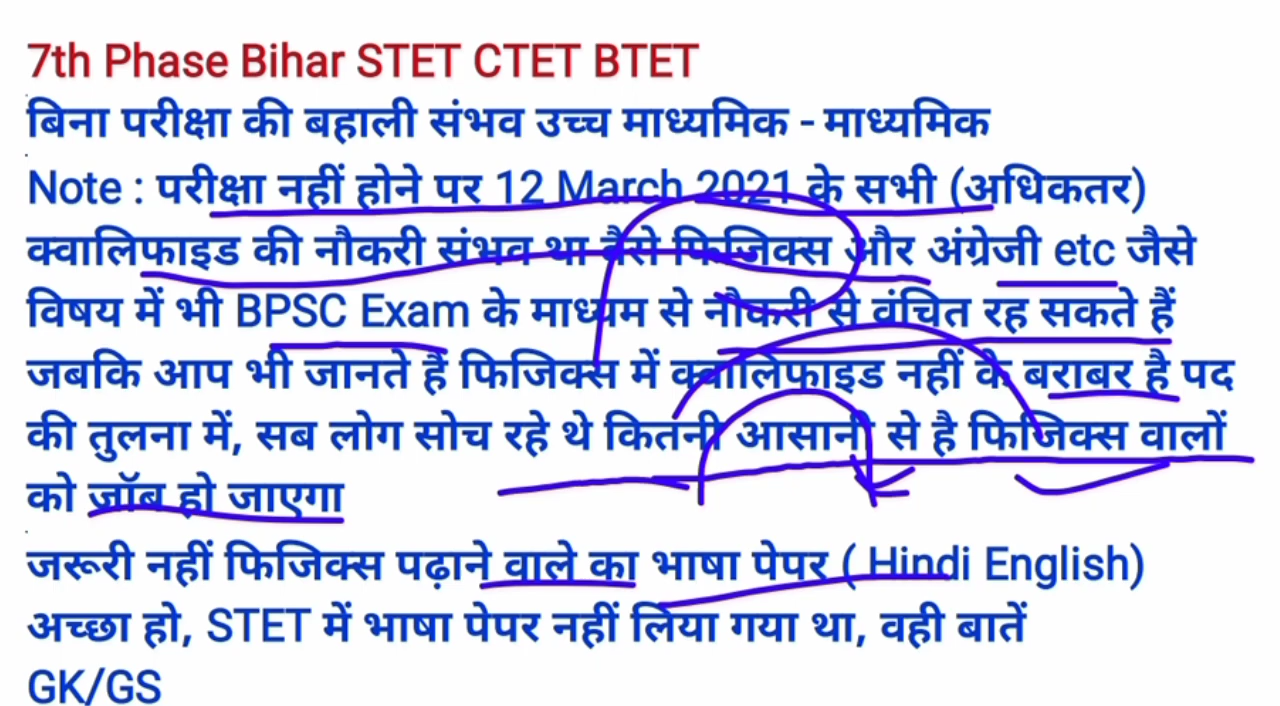 7th Phase Bihar STET CTET BTET
बिना परीक्षा की बहाली संभव उच्च माध्यमिक - माध्यमिक
Note : परीक्षा नहीं होने पर 12 March 2021 के सभी (अधिकतर)
क्वालिफाइड की नौकरी संभव था वैसे फिजिक्स और अंग्रेजी etc जैसे
विषय में भी BPSC Exam के माध्यम से नौकरी से वंचित रह सकते हैं
जबकि आप भी जानते हैं फिजिक्स में क्वालिफाइड नहीं के बराबर है पद
की तुलना में, सब लोग सोच रहे थे कितनी आसानी से है फिजिक्स वालों
को जॉब हो जाएगा
जरूरी नहीं फिजिक्स पढ़ाने वाले का भाषा पेपर ( Hindi English)
अच्छा हो, STET में भाषा पेपर नहीं लिया गया था, वही बातें
GK/GS